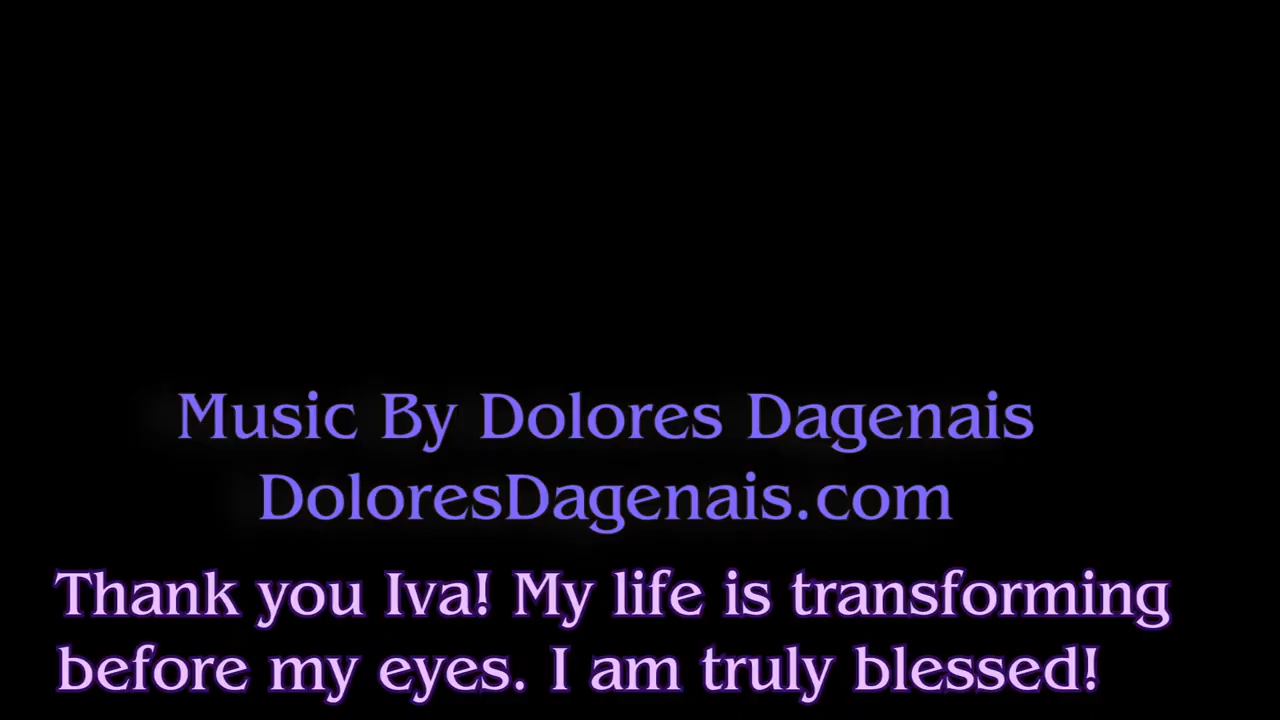 Music By Dolores Dagenais
DoloresDagenais.com
Thank you Iva! My life is transforming
before my eyes. I am truly blessed!